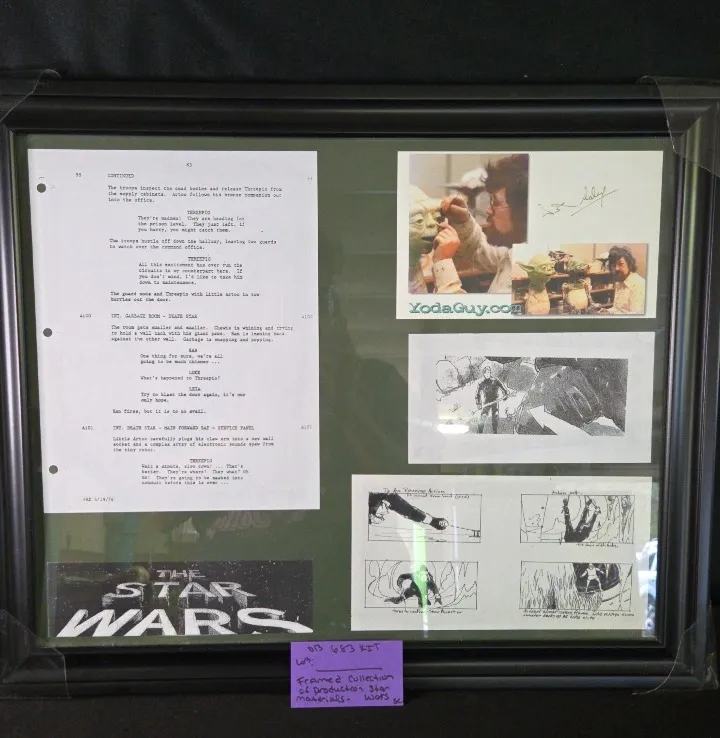 83
98 CONTINUED
The troops inspect the dead bodies and release Threepio from
the supply cabinets. Artoo follows his bronze companion out
into the office.
THREEPIO
They're madmen! They are heading for
the prison level. They just left, if
you hurry, you might catch them.
The troops hustle off down the hallway, leaving two guards
to watch over the command office.
THREEPIO
All this excitement has over run the
circuits in my counterpart here. If
you don't mind, I'd like to take him
down to maintenance.
The guard nods and Threepio with Little Artoo in tow
hurries out the door.
A100 INT. GARBAGE ROOM - DEATH STAR A100
The room gets smaller and smaller. Chewie is whining and trying
to hold a wall back with his giant paws. Han is leaning back
against the other wall. Garbage is snapping and popping.
HAN
One thing for sure, we're all
going to be much thinner ...
LUKE
What's happened to Threepio?
LEIA
Try to blast the door again, it's our
only hope.
Han fires, but it is to no avail.
A101 INT. DEATH STAR - MAIN FORWARD BAY - SERVICE PANEL A101
Little Artoo carefully plugs his claw arm into a new wall
socket and a complex array of electronic sounds spew from
the tiny robot.
THREEPIO
Wait a minute, slow down! ... That's
better. They're where? They what? Oh
no! They're going to be mashed into
before this is over ...
YodaGuy.com
THE
STAR
WARS
683 KIT
Framed Collection
of production Star
materials. Wars